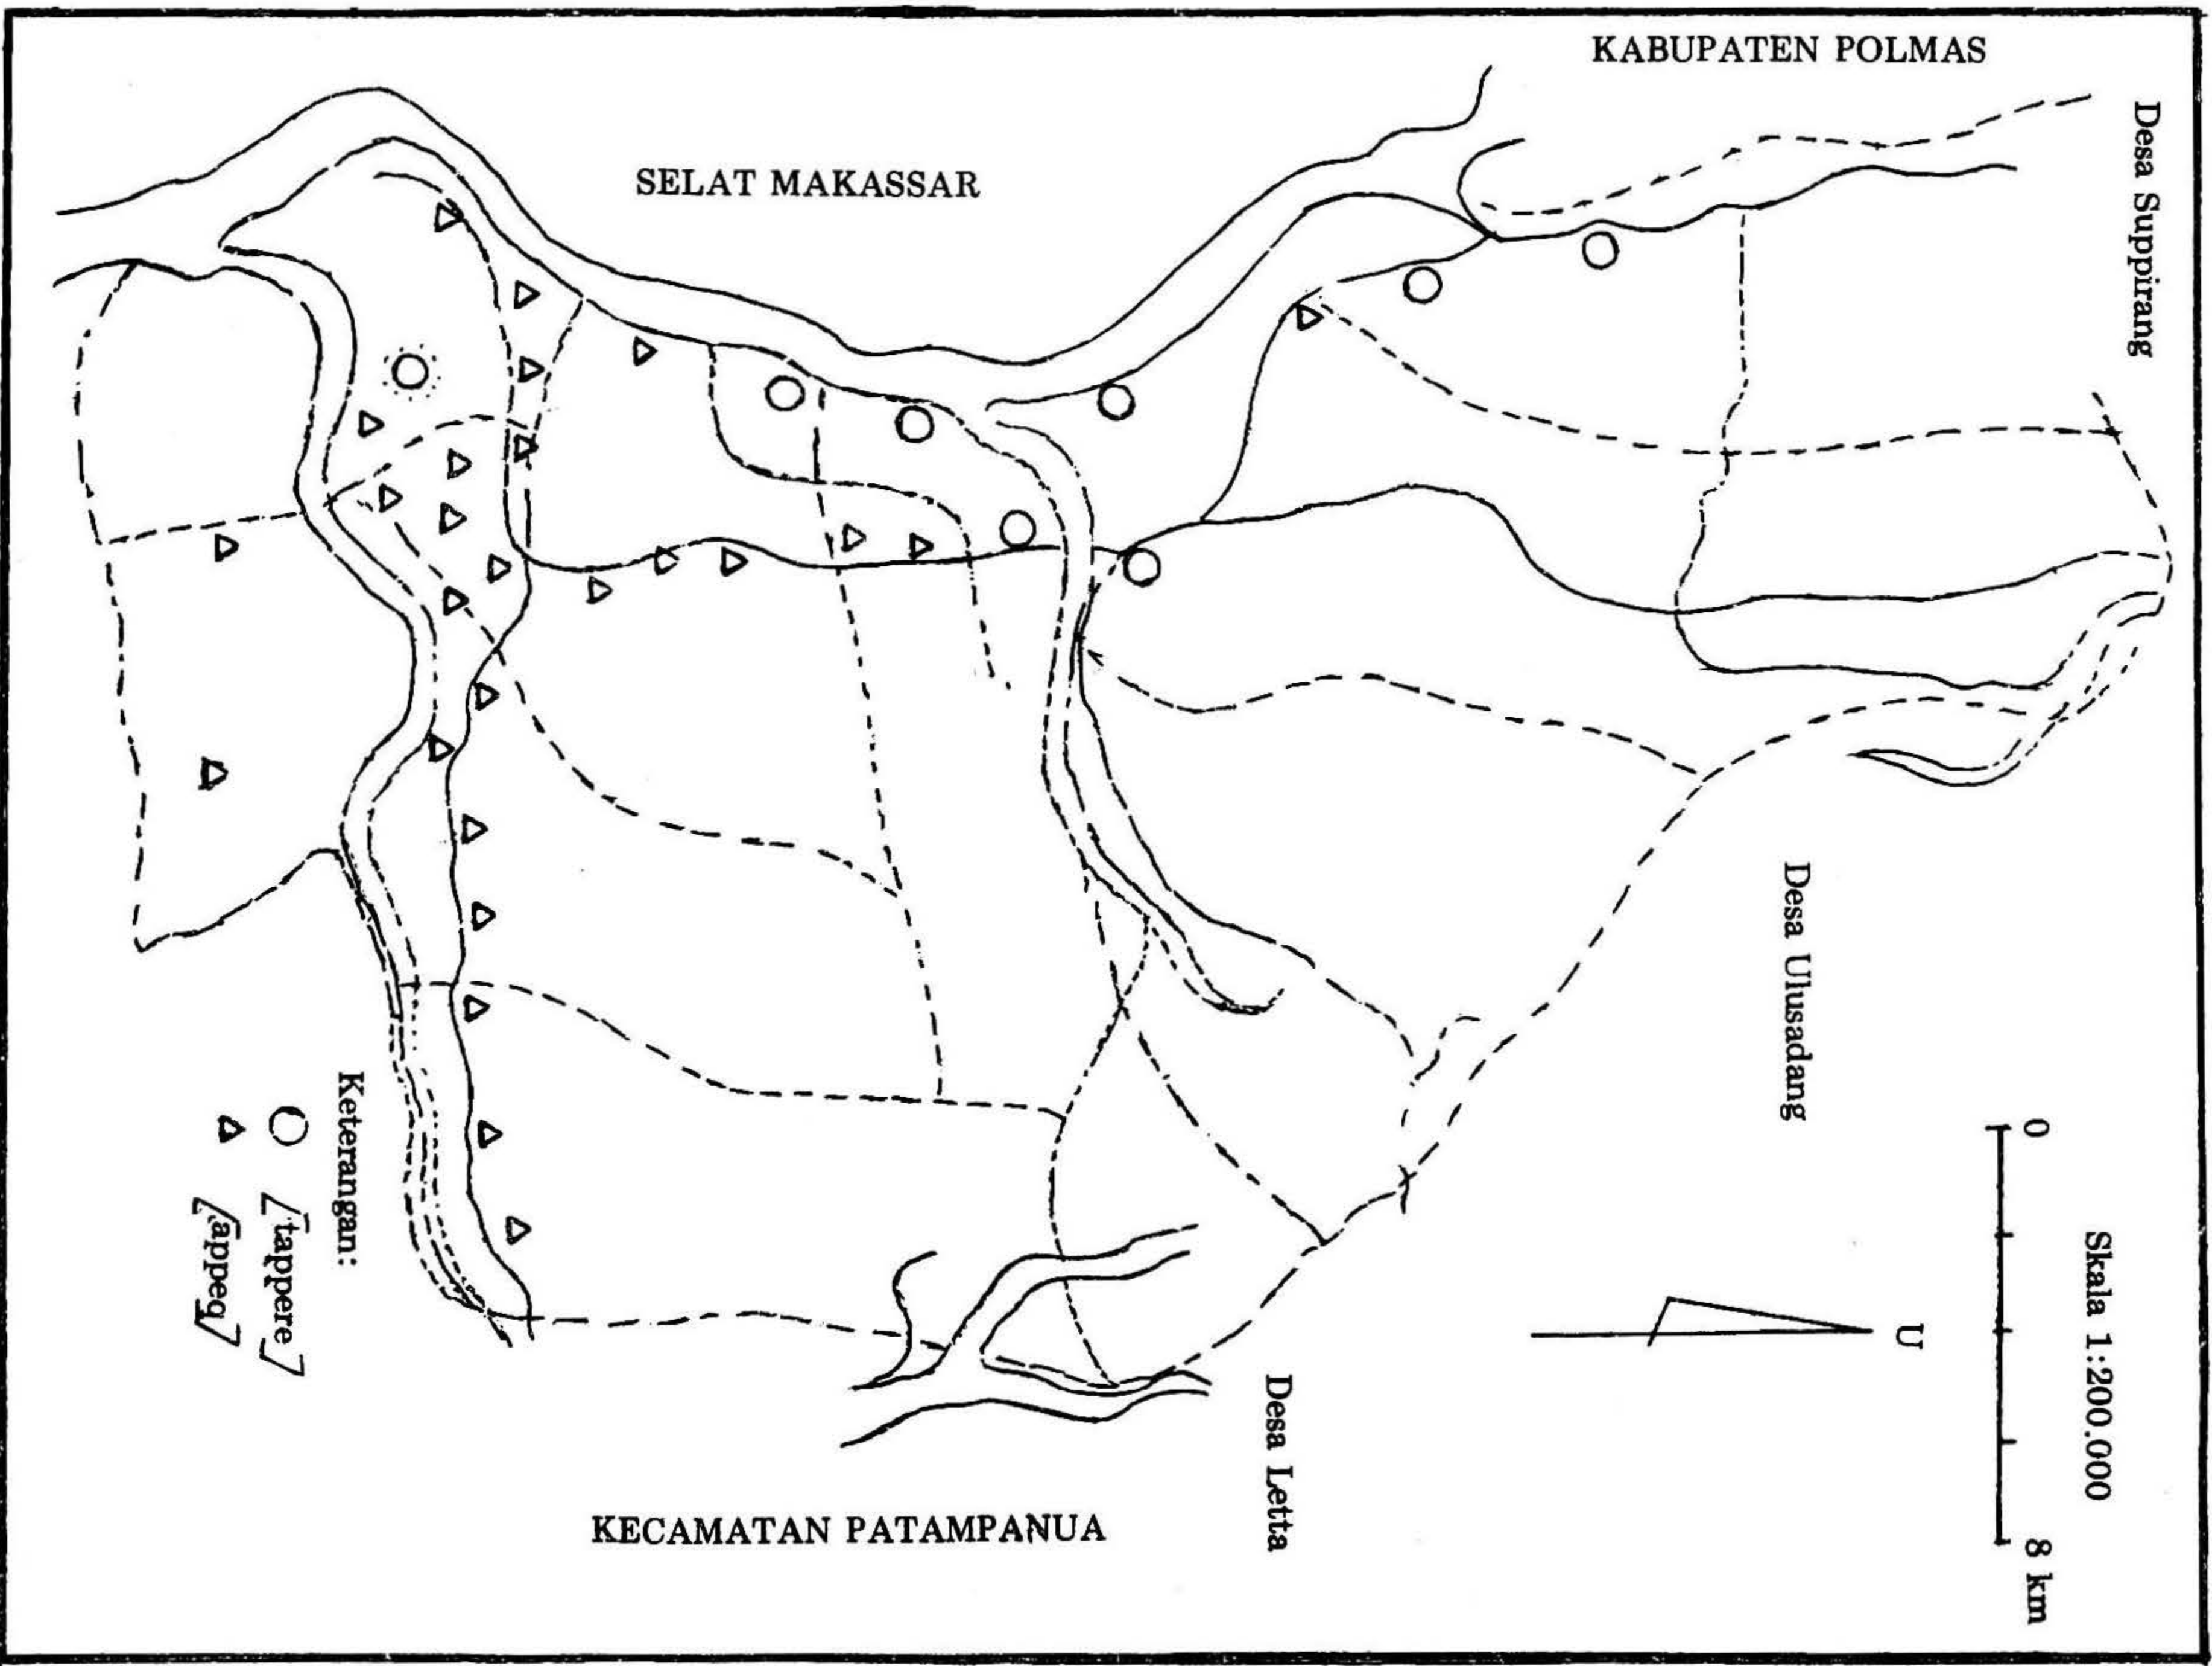 KABUPATEN POLMAS
SELAT MAKASSAR
Desa Suppirang
Desa Ulusadang
Desa Letta
KECAMATAN PATAMPANUA
Skala 1:200.000
0 8 km
U
Keterangan:
[tappere]
[appeq]